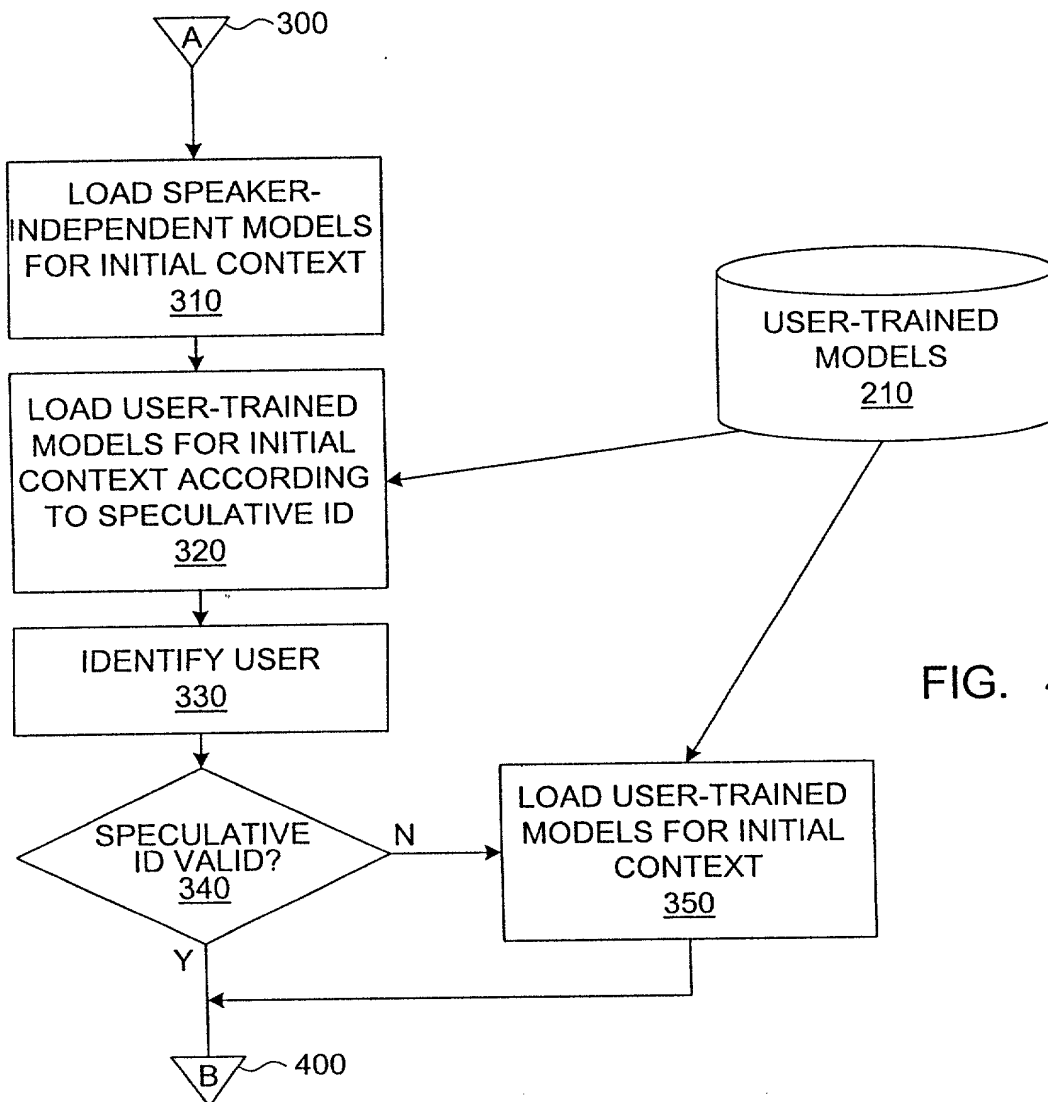 A
300
LOAD SPEAKER-
INDEPENDENT MODELS
FOR INITIAL CONTEXT
310
LOAD USER-TRAINED
MODELS FOR INITIAL
CONTEXT ACCORDING
TO SPECULATIVE ID
320
USER-TRAINED
MODELS
210
IDENTIFY USER
330
FIG.
SPECULATIVE
ID VALID?
340
N
Y
LOAD USER-TRAINED
MODELS FOR INITIAL
CONTEXT
350
B
400